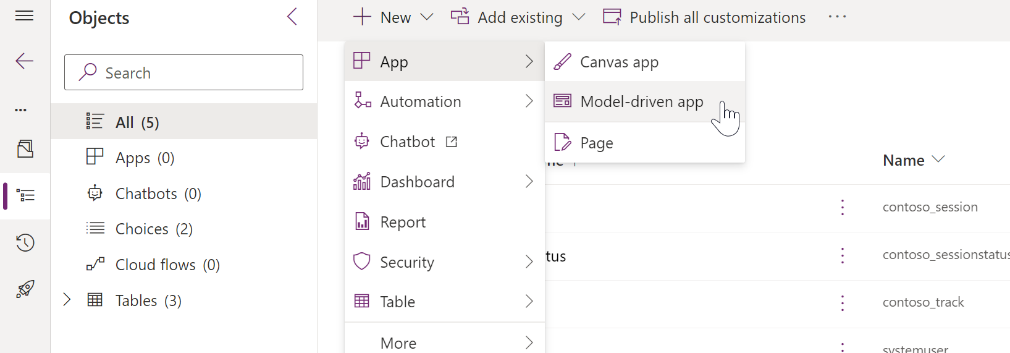 Objects
Search
All (5)
Apps (0)
Chatbots (0)
Choices (2)
Cloud flows (0)
Tables (3)
New
Add existing
Publish all customizations
App
Automation
Chatbot
Dashboard
Report
Security
Table
More
Canvas app
Model-driven app
Page
Name
contoso_session
tus
contoso_sessionstatus
contoso_track
systemuser